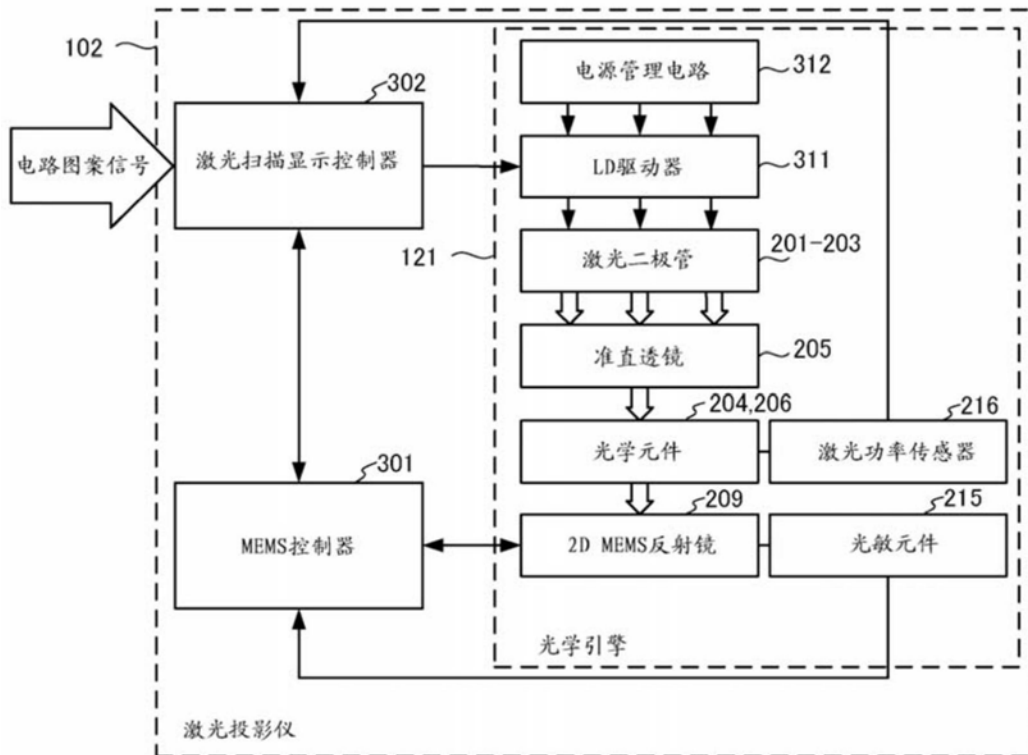 102
302
312
电源管理电路
电路图案信号
激光扫描显示控制器
LD驱动器
311
121
激光二极管
201-203
准直透镜
205
204,206
216
光学元件
激光功率传感器
301
209
215
MEMS控制器
2D MEMS反射镜
光敏元件
光学引擎
激光投影仪